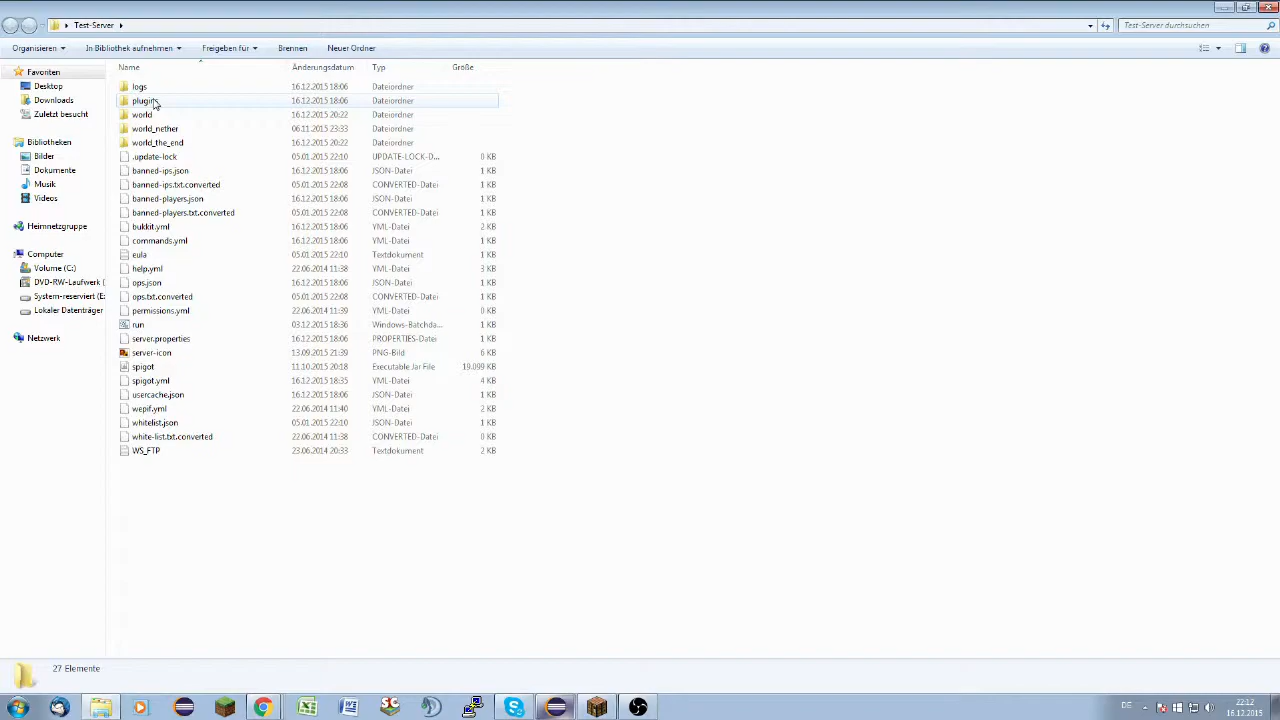 Test-Server
Test-Server durchsuchen
Organisieren In Bibliothek aufnehmen Freigeben für Brennen Neuer Ordner
Name Änderungsdatum Typ Größe
Favoriten
Desktop
Downloads
Zuletzt besucht
Bibliotheken
Bilder
Dokumente
Musik
Videos
Heimnetzgruppe
Computer
Volume (C:)
DVD-RW-Laufwerk (
System-reserviert (E:
Lokaler Datenträger
Netzwerk
logs 16.12.2015 18:06 Dateiordner
plugins 16.12.2015 18:06 Dateiordner
world 16.12.2015 20:22 Dateiordner
world_nether 06.11.2015 23:33 Dateiordner
world_the_end 16.12.2015 20:22 Dateiordner
.update-lock 05.01.2015 22:10 UPDATE-LOCK-D... 0 KB
banned-ips.json 16.12.2015 18:06 JSON-Datei 1 KB
banned-ips.txt.converted 05.01.2015 22:08 CONVERTED-Datei 1 KB
banned-players.json 16.12.2015 18:06 JSON-Datei 1 KB
banned-players.txt.converted 05.01.2015 22:08 CONVERTED-Datei 1 KB
bukkit.yml 16.12.2015 18:06 YML-Datei 2 KB
commands.yml 16.12.2015 18:06 YML-Datei 1 KB
eula 05.01.2015 22:10 Textdokument 1 KB
help.yml 22.06.2014 11:38 YML-Datei 3 KB
ops.json 16.12.2015 18:06 JSON-Datei 1 KB
ops.txt.converted 05.01.2015 22:08 CONVERTED-Datei 1 KB
permissions.yml 22.06.2014 11:39 YML-Datei 0 KB
run 03.12.2015 18:36 Windows-Batchda... 1 KB
server.properties 16.12.2015 18:06 PROPERTIES-Datei 1 KB
server-icon 13.09.2015 21:39 PNG-Bild 6 KB
spigot 11.10.2015 20:18 Executable Jar File 19.099 KB
spigot.yml 16.12.2015 18:35 YML-Datei 4 KB
usercache.json 16.12.2015 18:06 JSON-Datei 1 KB
wepif.yml 22.06.2014 11:40 YML-Datei 2 KB
whitelist.json 05.01.2015 22:10 JSON-Datei 1 KB
white-list.txt.converted 22.06.2014 11:38 CONVERTED-Datei 0 KB
WS_FTP 23.06.2014 20:33 Textdokument 2 KB
27 Elemente
DE
22:12
16.12.2015